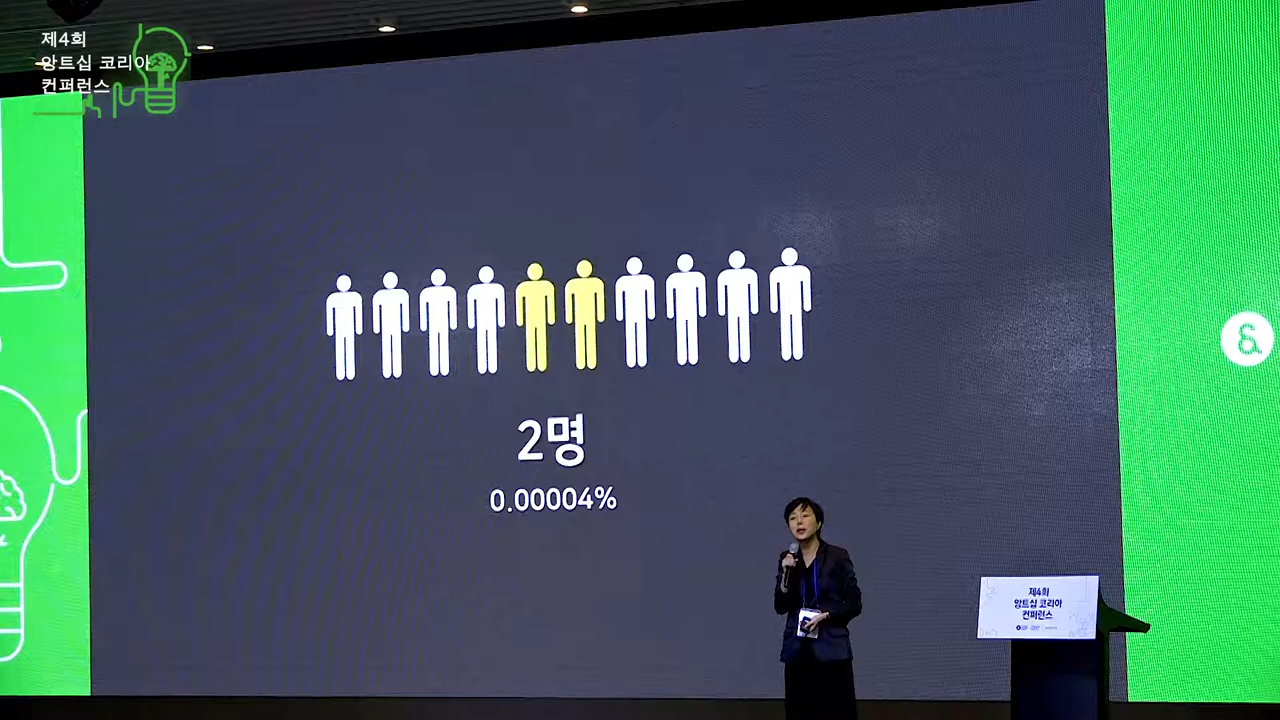 제4회
앙트십 코리아
컨퍼런스
2명
0.00004%
&
제4회
앙트십 코리아
컨퍼런스